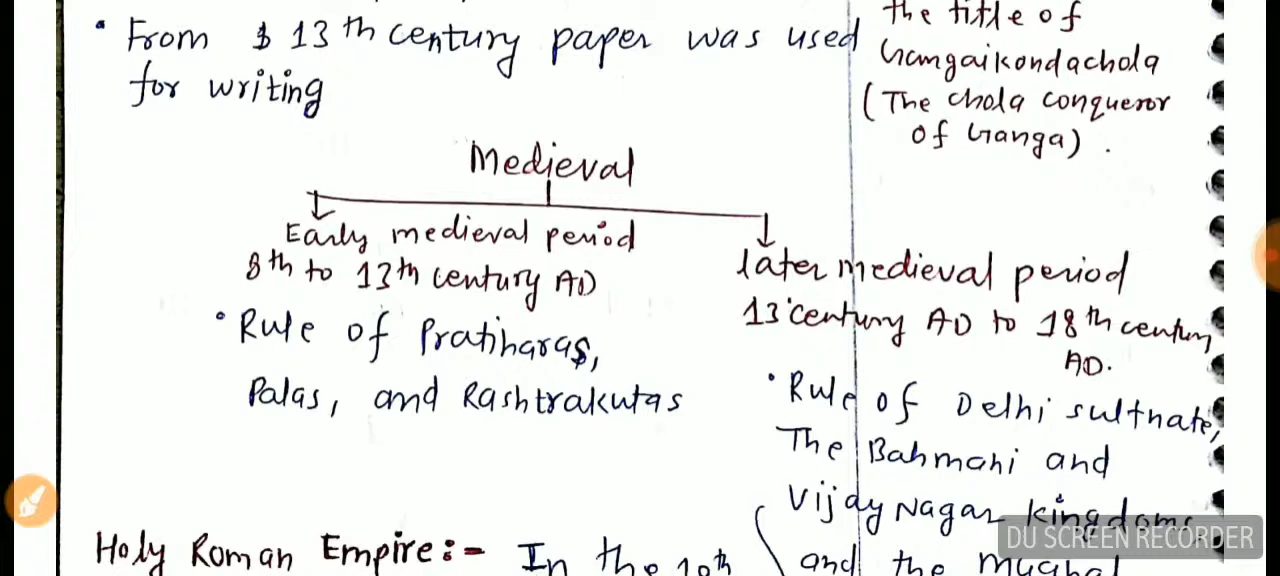 • From 13th century paper was used
for writing
the title of
Gangaikondachola
(The chola conqueror
of Ganga).
Medieval
Early medieval period
8th to 13th century AD
• Rule of Pratiharas,
Palas, and Rashtrakutas
later medieval period
13 century AD to 18th century
AD.
• Rule of Delhi sultnate,
The Bahmani and
Vijay Nagar kingdoms,
and the mughal
Holy Roman Empire:- In the 10th
DU SCREEN RECORDER